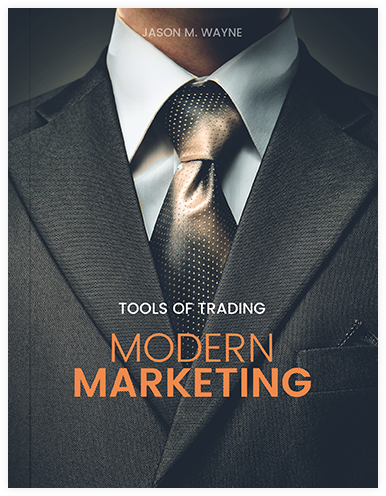 JASON M. WAYNE
TOOLS OF TRADING
MODERN
MARKETING